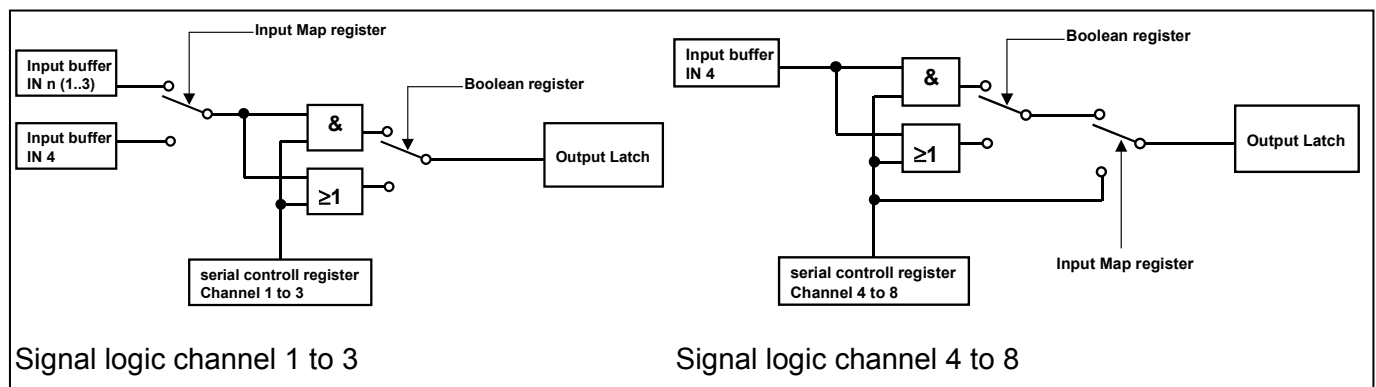 Input Map register
Input buffer
IN n (1..3)
Input buffer
IN 4
&
≥1
Boolean register
Output Latch
serial controll register
Channel 1 to 3
Signal logic channel 1 to 3
Input buffer
IN 4
&
≥1
Boolean register
Output Latch
Input Map register
serial controll register
Channel 4 to 8
Signal logic channel 4 to 8